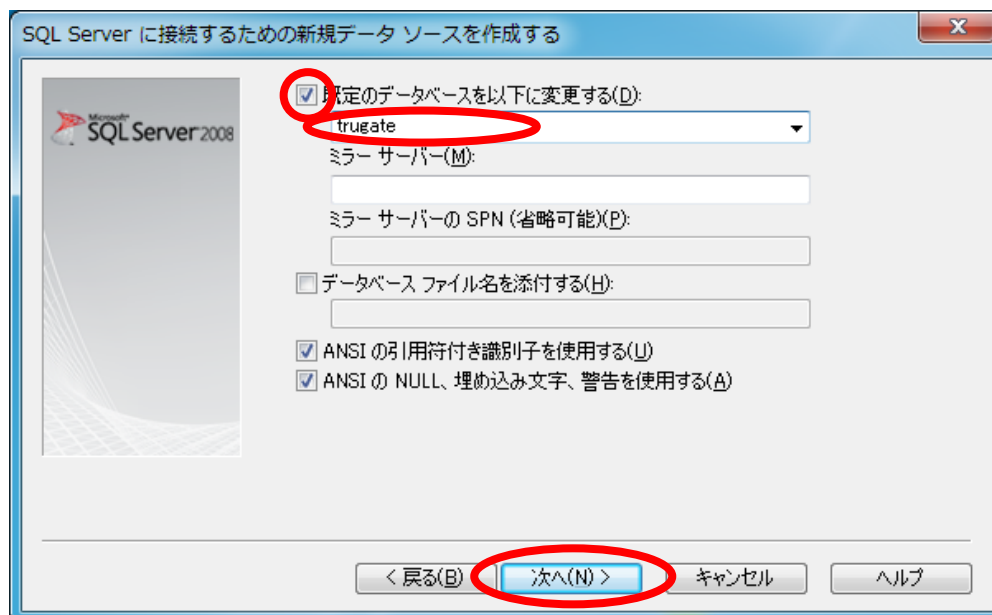 SQL Server に接続するための新規データ ソースを作成する
Microsoft
SQL Server 2008
既定のデータベースを以下に変更する(D):
trugate
ミラー サーバー(M):
ミラー サーバーの SPN (省略可能)(P):
データベース ファイル名を添付する(H):
ANSI の引用符付き識別子を使用する(U)
ANSI の NULL、埋め込み文字、警告を使用する(A)
< 戻る(B) 次へ(N) > キャンセル ヘルプ